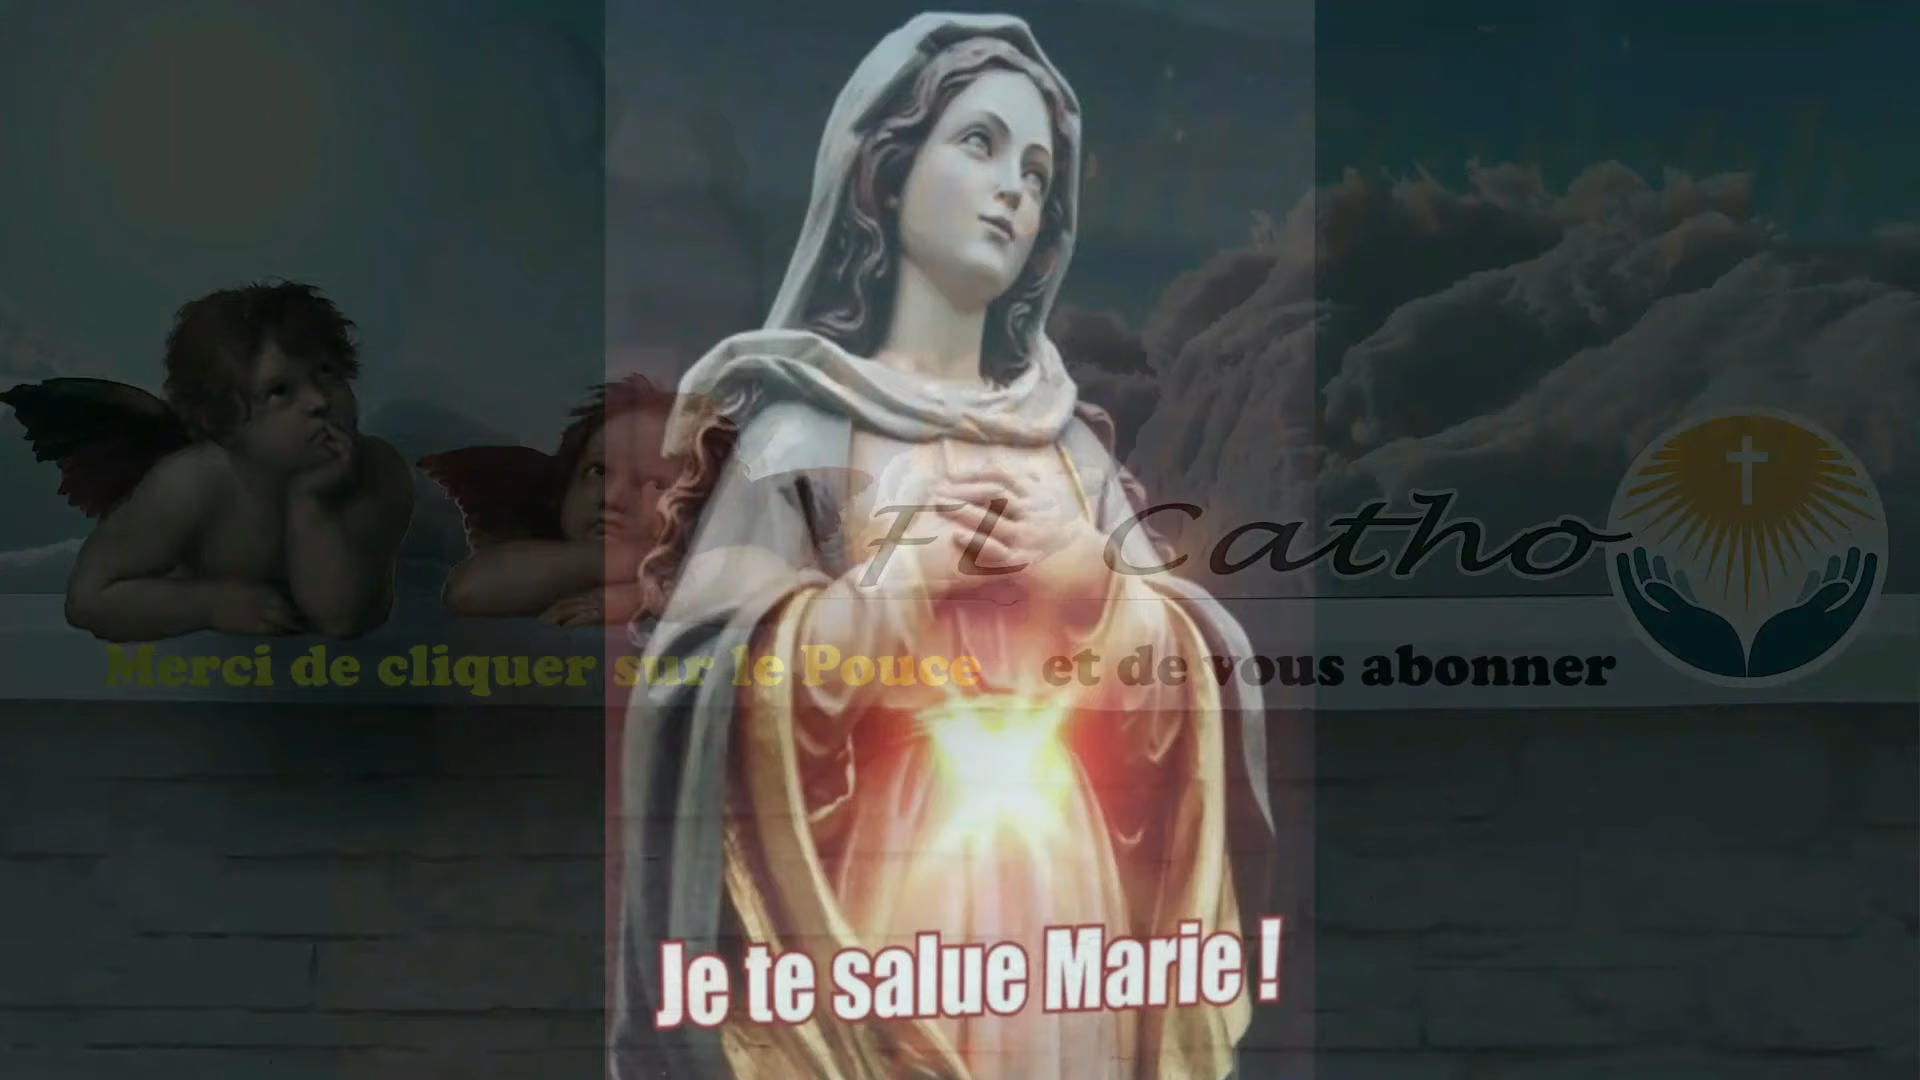 FL Catho
Merci de cliquer sur le Pouce et de vous abonner
Je te salue Marie !